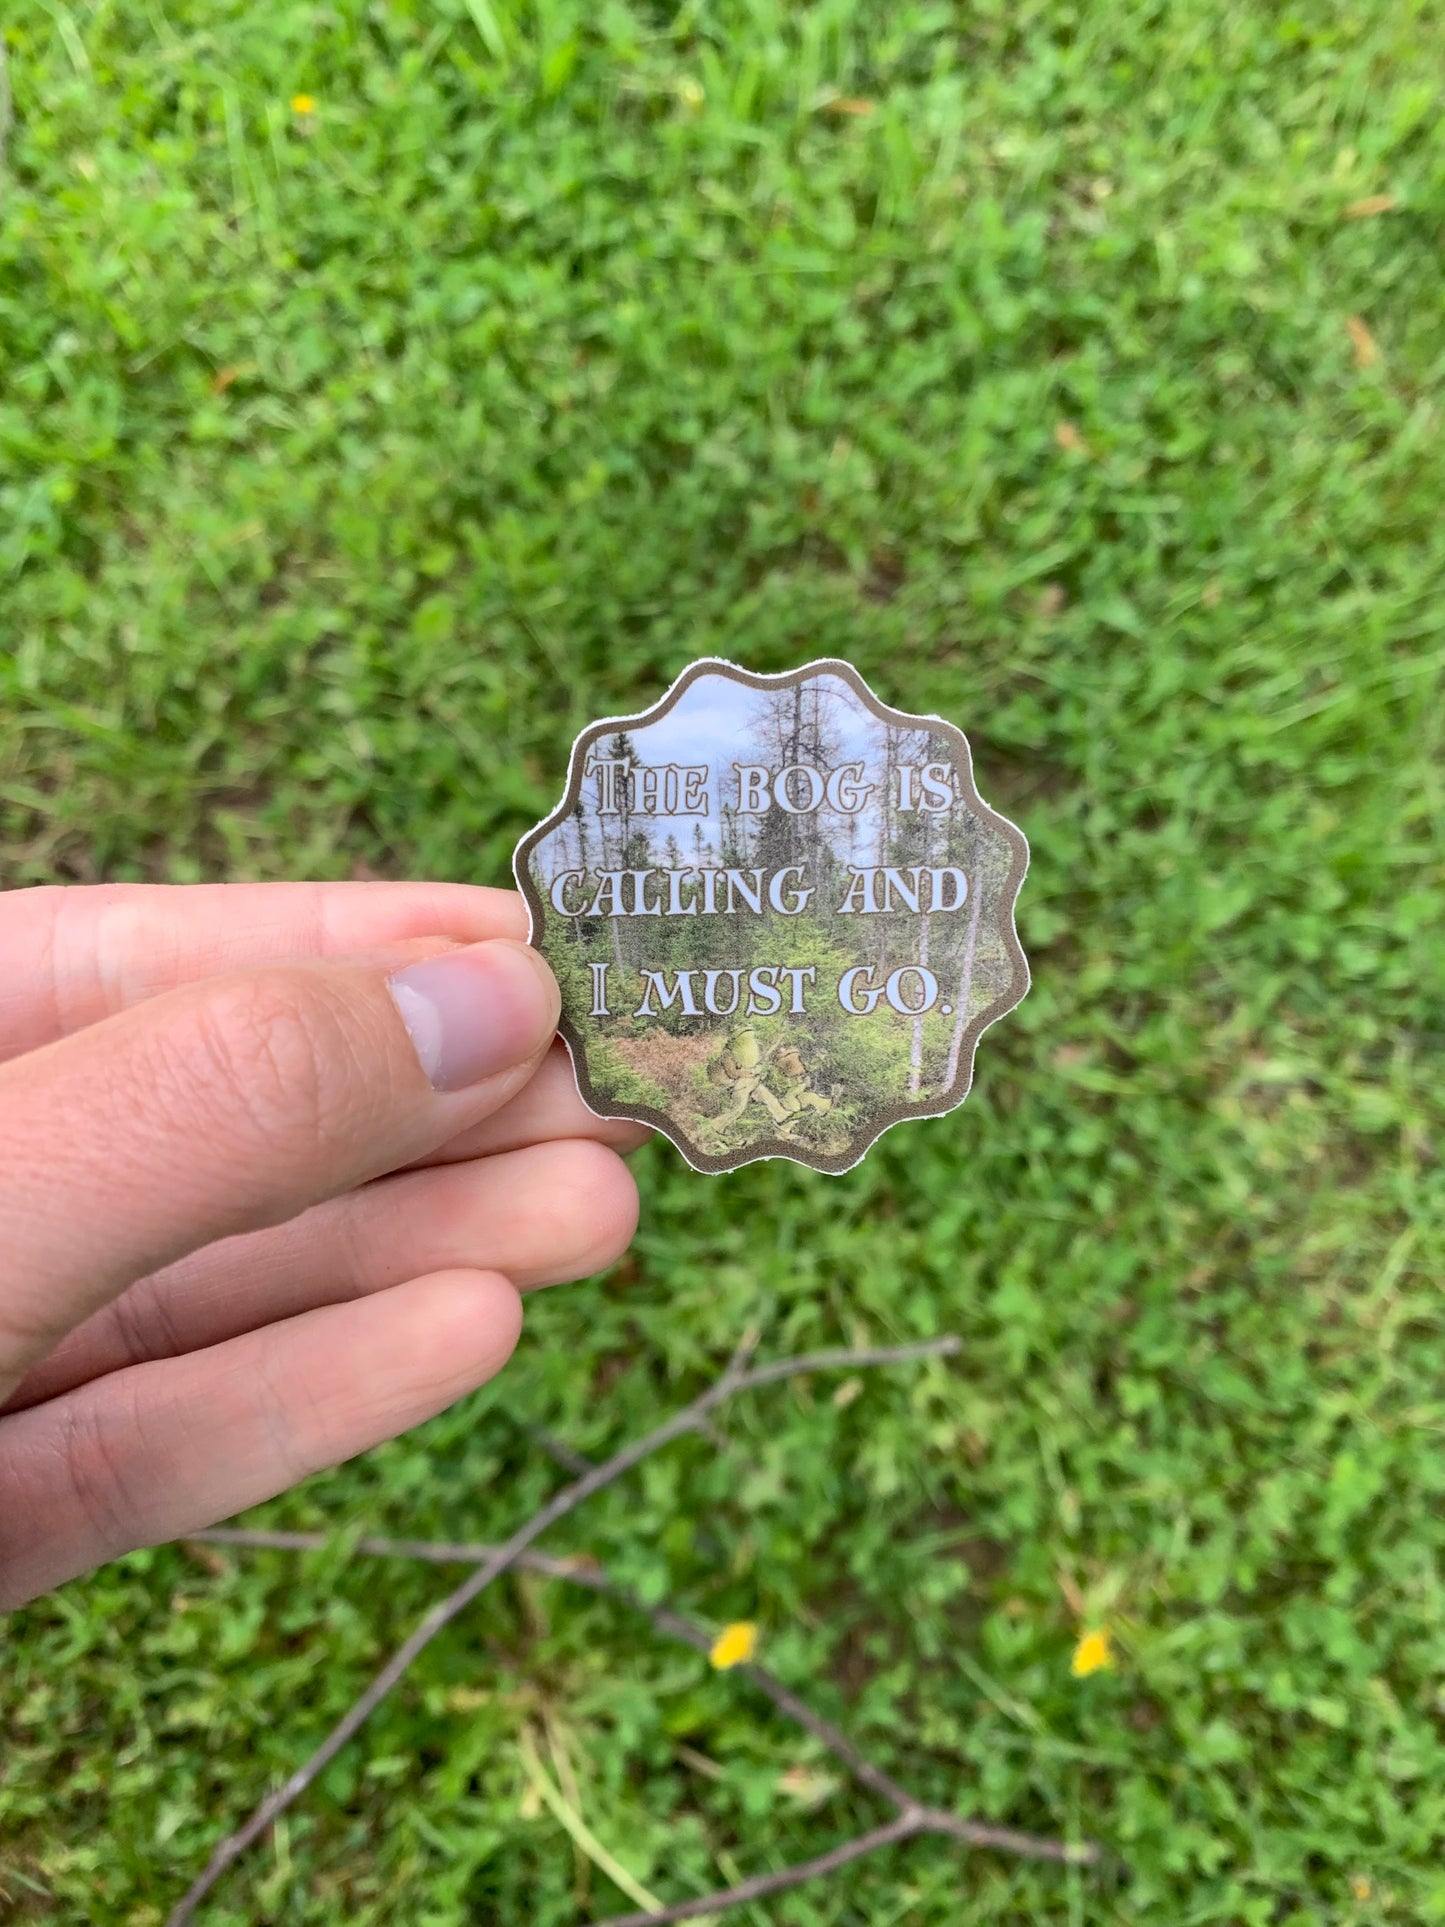 The bog is
calling and
I must go.